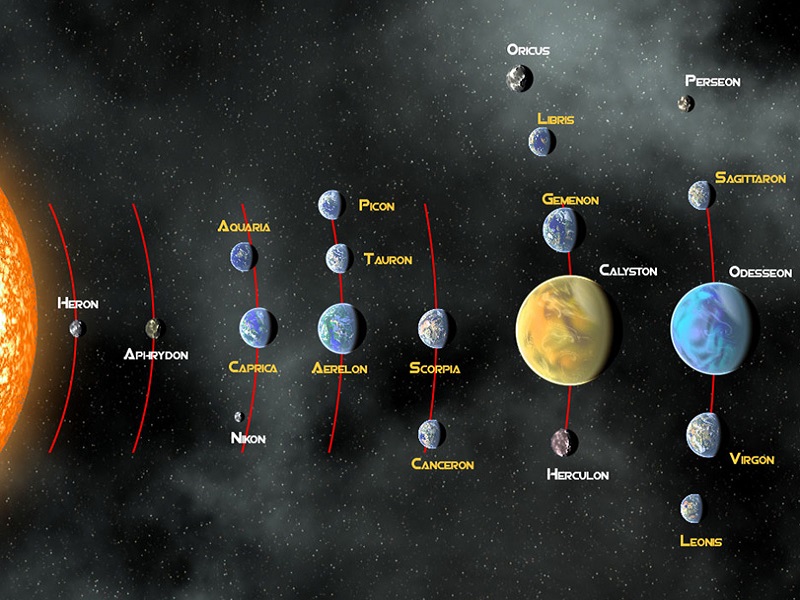 Oricus
Perseon
Libris
Sagittaron
Gemenon
Picon
Aquaria
Tauron
Calyston
Odesseon
Heron
Aphrydon
Caprica
Aerelon
Scorpia
Nikon
Virgon
Canceron
Herculon
Leonis